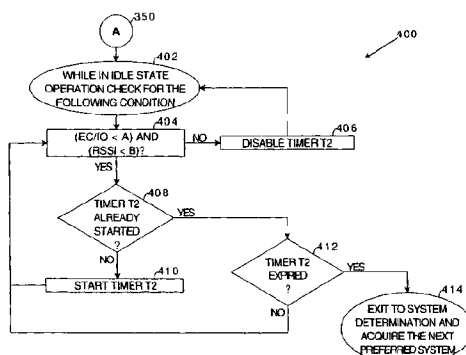 350
A
400
402
WHILE IN IDLE STATE
OPERATION CHECK FOR THE
FOLLOWING CONDITION
404
(EC/IO < A) AND
(RSSI < B)?
NO
406
DISABLE TIMER T2
YES
408
TIMER T2
ALREADY
STARTED
?
YES
NO
410
START TIMER T2
412
TIMER T2
EXPIRED
?
YES
NO
414
EXIT TO SYSTEM
DETERMINATION AND
ACQUIRE THE NEXT
PREFERRED SYSTEM